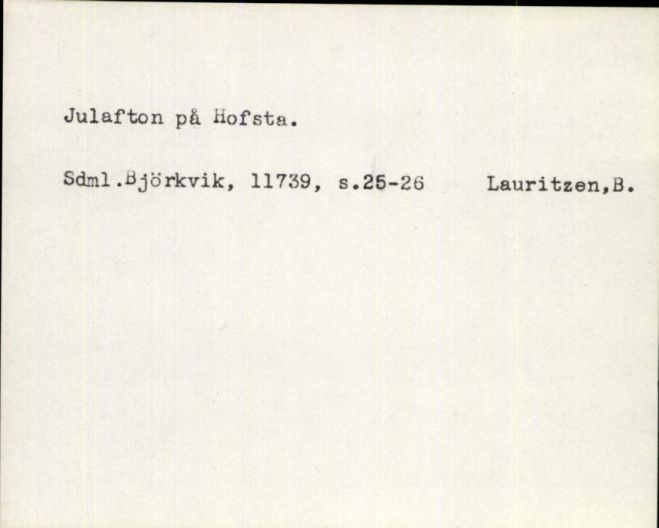 Julafton på Hofsta.
Sdml.Björkvik, 11739, s.25-26 Lauritzen,B.